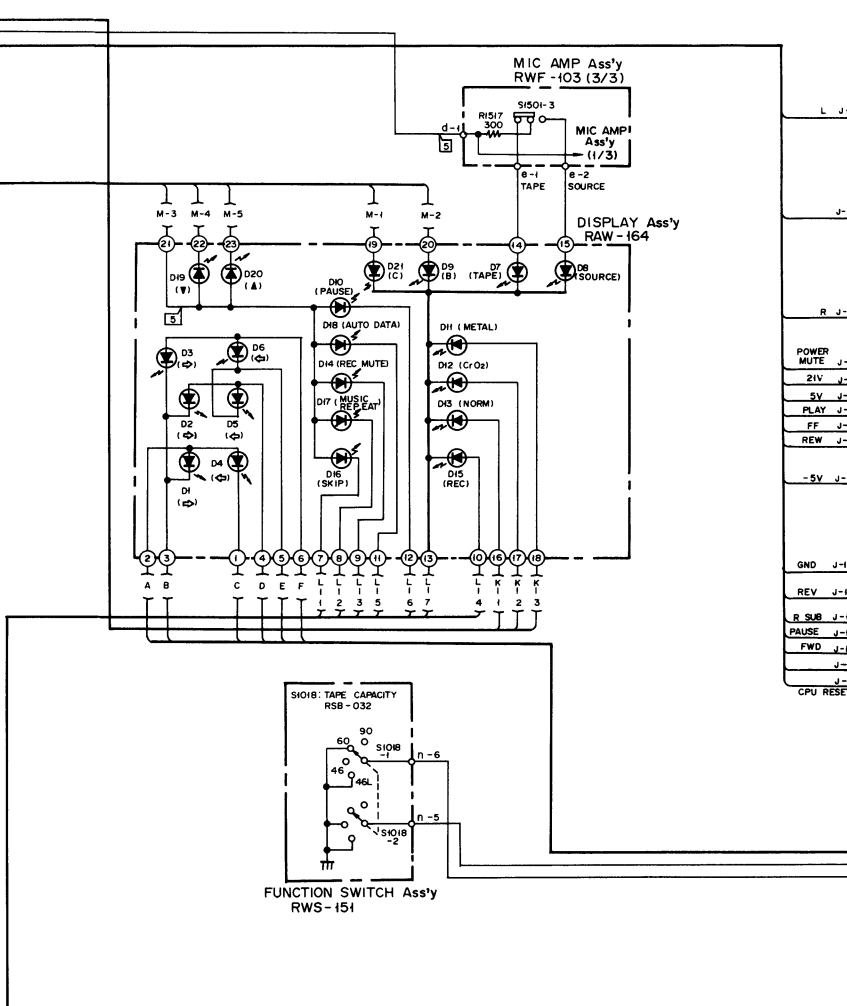 MIC AMP Ass'y
RWF-103 (3/3)
S1501-3
R1517
300
d-1
5
MIC AMP
Ass'y
(1/3)
e-1
TAPE
e-2
SOURCE
L J-
J-
R J-
POWER
MUTE J-
21V J-
5V J-
PLAY J-
FF J-
REW J-
-5V J-
GND J-1
REV J-1
R SUB J-1
PAUSE J-1
FWD J-1
J-
J-
CPU RESE
M-3 M-4 M-5 M-1 M-2
DISPLAY Ass'y
RAW-164
21 22 23 19 20 14 15
D19
(▼)
D20
(▲)
D21
(C)
D9
(B)
D7
(TAPE)
D8
(SOURCE)
D10
(PAUSE)
5
D18 (AUTO DATA)
D11 (METAL)
D3
(⇨)
D6
(⇦)
D14 (REC MUTE)
D12 (CrO2)
D17 (MUSIC
REPEAT)
D13 (NORM)
D2
(⇨)
D5
(⇦)
D4
(⇦)
D1
(⇨)
D16
(SKIP)
D15
(REC)
2 3 1 4 5 6 7 8 9 11 12 13 10 16 17 18
A B C D E F L-1 L-2 L-3 L-5 L-6 L-7 L-4 K-1 K-2 K-3
S1018: TAPE CAPACITY
RSB-032
90
60
S1018
-1
n-6
46
46L
n-5
S1018
-2
FUNCTION SWITCH Ass'y
RWS-151